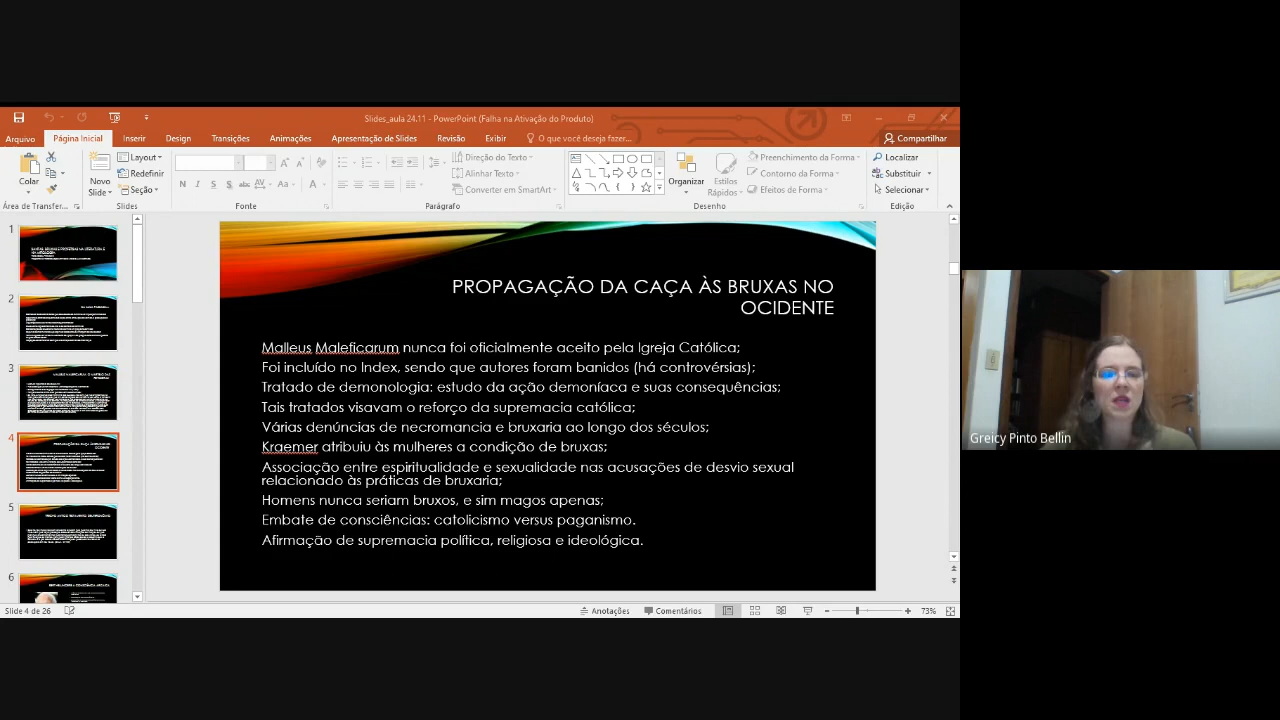 Slides_aula 24.11 - PowerPoint (Falha na Ativação do Produto)
Arquivo Página Inicial Inserir Design Transições Animações Apresentação de Slides Revisão Exibir O que você deseja fazer... Compartilhar
Colar
Novo Slide
Layout
Redefinir
Seção
Direção do Texto
Alinhar Texto
Converter em SmartArt
Organizar
Estilos Rápidos
Preenchimento da Forma
Contorno da Forma
Efeitos de Forma
Localizar
Substituir
Selecionar
Área de Transfer... Slides Fonte Parágrafo Desenho Edição
1
2
3
4
5
6
PROPAGAÇÃO DA CAÇA ÀS BRUXAS NO
OCIDENTE
Malleus Maleficarum nunca foi oficialmente aceito pela Igreja Católica;
Foi incluído no Index, sendo que autores foram banidos (há controvérsias);
Tratado de demonologia: estudo da ação demoníaca e suas consequências;
Tais tratados visavam o reforço da supremacia católica;
Várias denúncias de necromancia e bruxaria ao longo dos séculos;
Kraemer atribuiu às mulheres a condição de bruxas;
Associação entre espiritualidade e sexualidade nas acusações de desvio sexual
relacionado às práticas de bruxaria;
Homens nunca seriam bruxos, e sim magos apenas;
Embate de consciências: catolicismo versus paganismo.
Afirmação de supremacia política, religiosa e ideológica.
Greicy Pinto Bellin
Slide 4 de 26 Anotações Comentários 73%